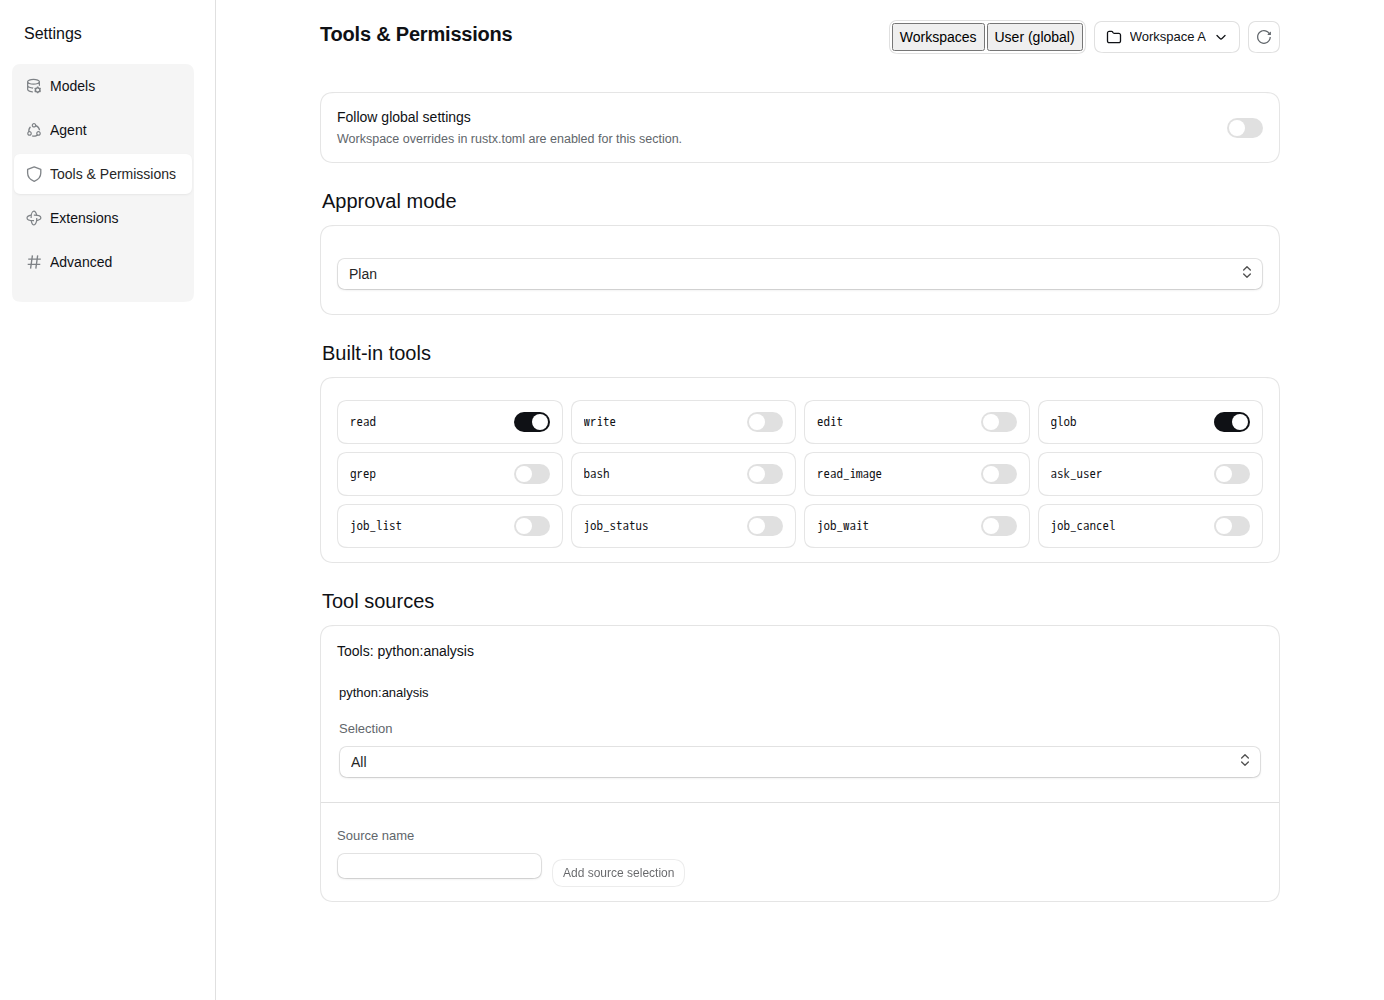 Settings
Models
Agent
Tools & Permissions
Extensions
Advanced
Tools & Permissions
Workspaces
User (global)
Workspace A
Follow global settings
Workspace overrides in rustx.toml are enabled for this section.
Approval mode
Plan
Built-in tools
read
write
edit
glob
grep
bash
read_image
ask_user
job_list
job_status
job_wait
job_cancel
Tool sources
Tools: python:analysis
python:analysis
Selection
All
Source name
Add source selection